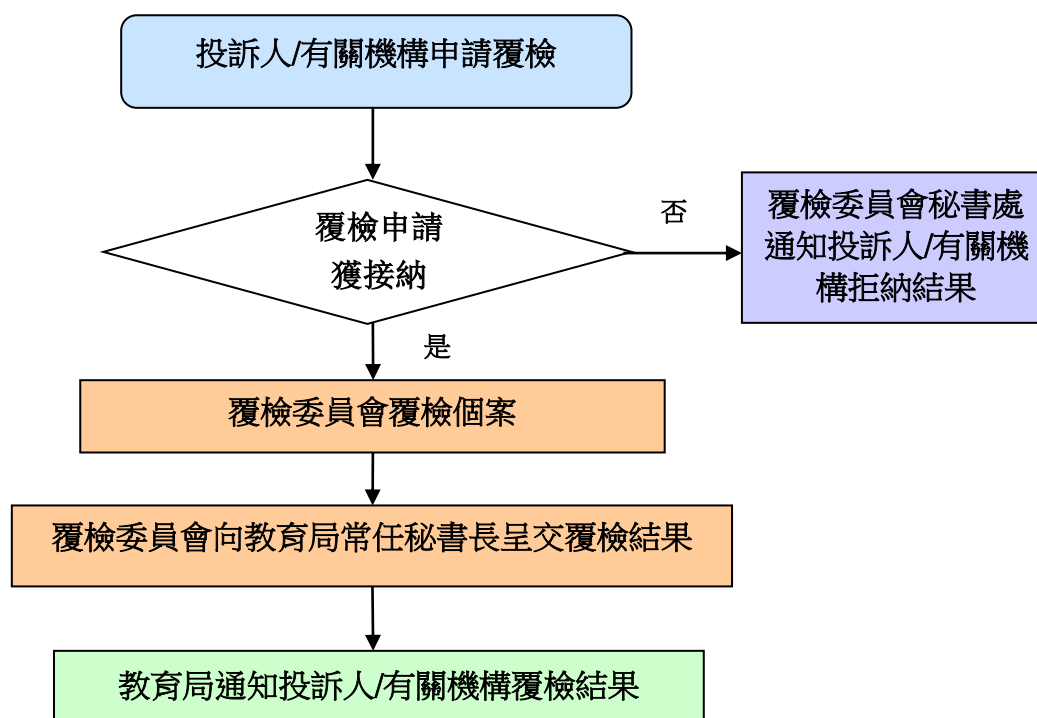 投訴人/有關機構申請覆檢
覆檢申請
獲接納
否
覆檢委員會秘書處
通知投訴人/有關機
構拒納結果
是
覆檢委員會覆檢個案
覆檢委員會向教育局常任秘書長呈交覆檢結果
教育局通知投訴人/有關機構覆檢結果